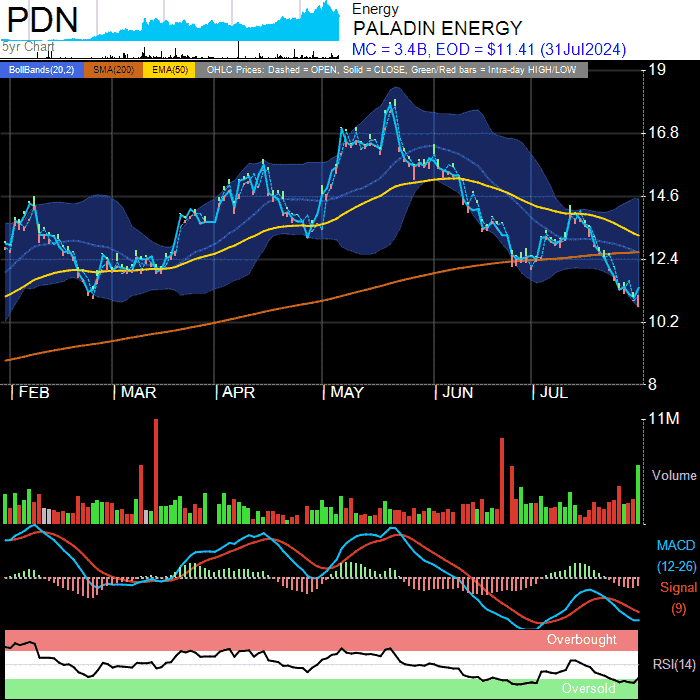 PDN
5yr Chart
Energy
PALADIN ENERGY
MC = 3.4B, EOD = $11.41 (31Jul2024)
BollBands(20,2) SMA(200) EMA(50) OHLC Prices: Dashed = OPEN, Solid = CLOSE, Green/Red bars = Intra-day HIGH/LOW
19
16.8
14.6
12.4
10.2
8
FEB MAR APR MAY JUN JUL
11M
Volume
MACD
(12-26)
Signal
(9)
Overbought
RSI(14)
Oversold